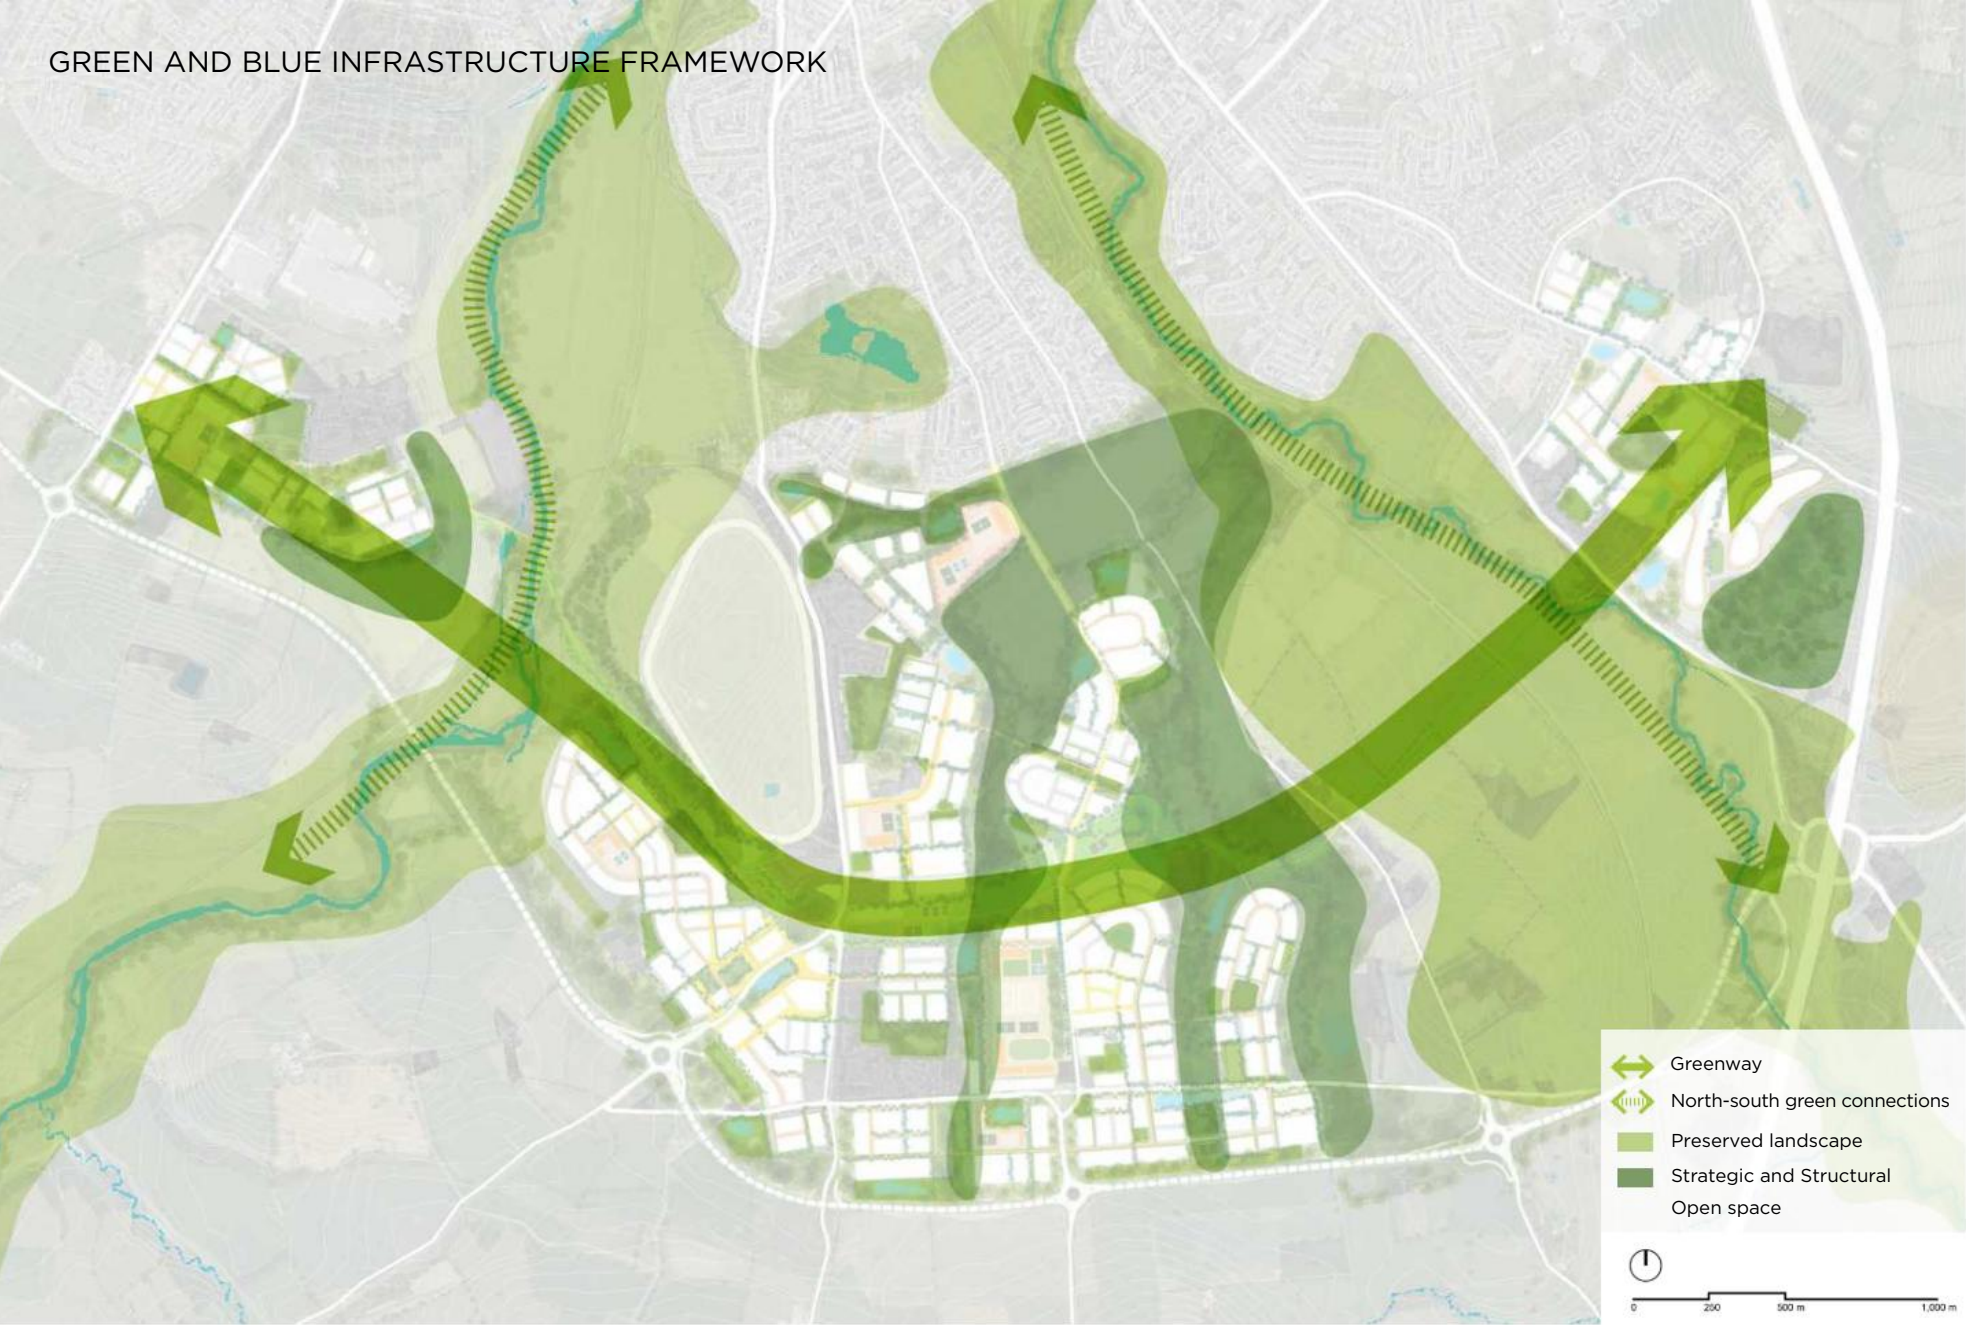 GREEN AND BLUE INFRASTRUCTURE FRAMEWORK
Greenway
North-south green connections
Preserved landscape
Strategic and Structural
Open space
0 250 500 m 1,000 m